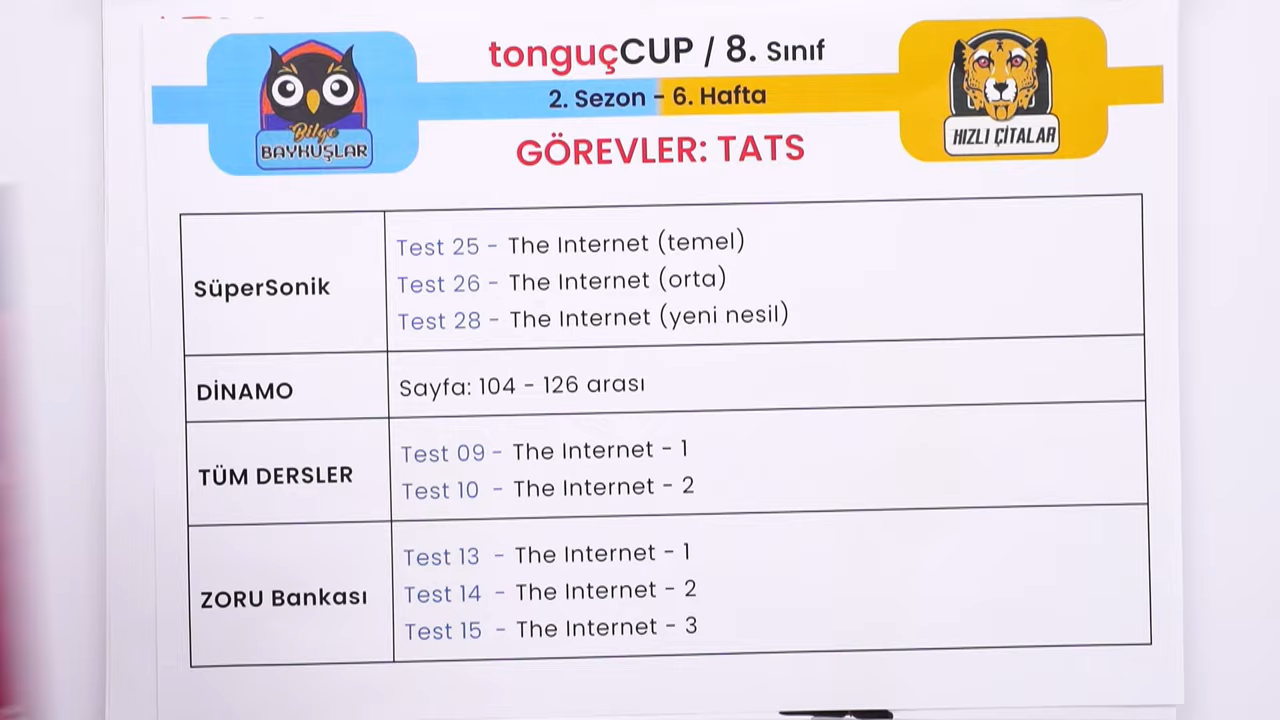 tonguçCUP / 8. Sınıf
2. Sezon - 6. Hafta
GÖREVLER: TATS
Bilge
BAYKUŞLAR
HIZLI ÇİTALAR
SüperSonik
Test 25 - The Internet (temel)
Test 26 - The Internet (orta)
Test 28 - The Internet (yeni nesil)
DİNAMO
Sayfa: 104 - 126 arası
TÜM DERSLER
Test 09 - The Internet - 1
Test 10 - The Internet - 2
ZORU Bankası
Test 13 - The Internet - 1
Test 14 - The Internet - 2
Test 15 - The Internet - 3